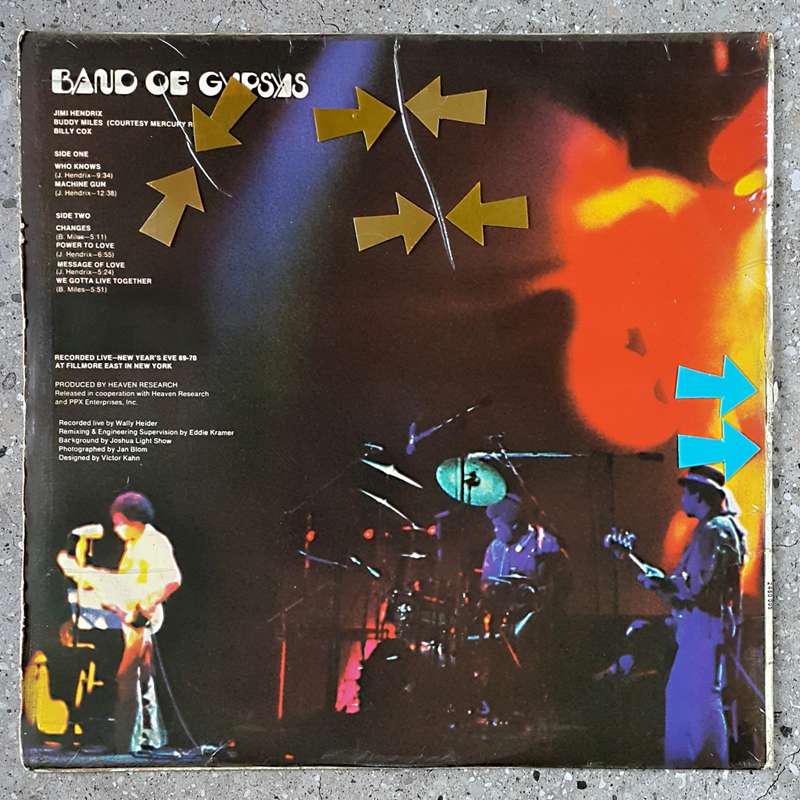 BAND OF GYPSYS
JIMI HENDRIX
BUDDY MILES (COURTESY MERCURY R
BILLY COX
SIDE ONE
WHO KNOWS
(J. Hendrix—9:34)
MACHINE GUN
(J. Hendrix—12:38)
SIDE TWO
CHANGES
(B. Miles—5:11)
POWER TO LOVE
(J. Hendrix—6:55)
MESSAGE OF LOVE
(J. Hendrix—5:24)
WE GOTTA LIVE TOGETHER
(B. Miles—5:51)
RECORDED LIVE—NEW YEAR'S EVE 69-70
AT FILLMORE EAST IN NEW YORK
PRODUCED BY HEAVEN RESEARCH
Released in cooperation with Heaven Research
and PPX Enterprises, Inc.
Recorded live by Wally Heider
Remixing & Engineering Supervision by Eddie Kramer
Background by Joshua Light Show
Photographed by Jan Blom
Designed by Victor Kahn